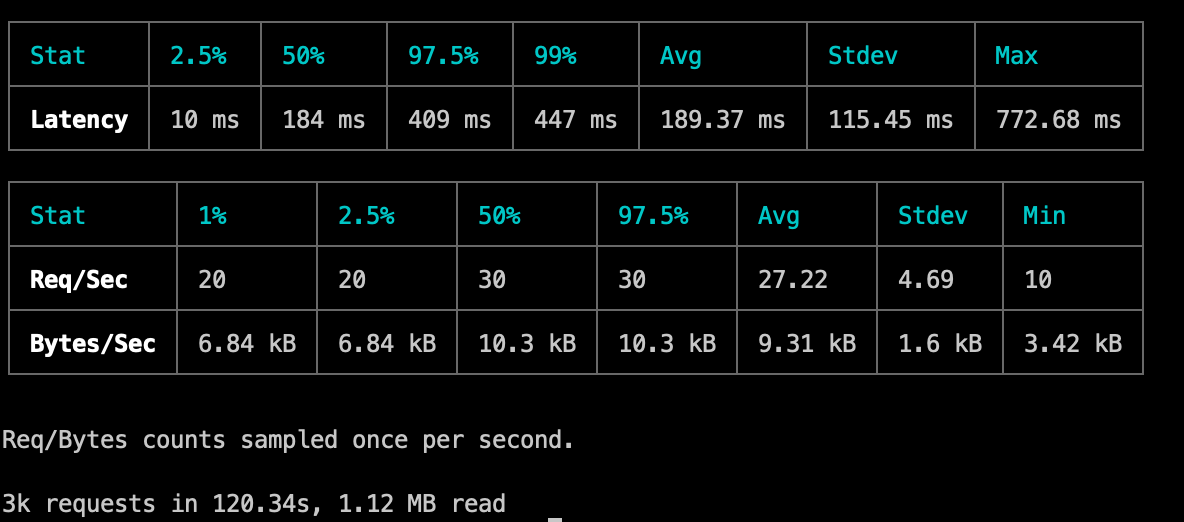 Stat 2.5% 50% 97.5% 99% Avg Stdev Max
Latency 10 ms 184 ms 409 ms 447 ms 189.37 ms 115.45 ms 772.68 ms
Stat 1% 2.5% 50% 97.5% Avg Stdev Min
Req/Sec 20 20 30 30 27.22 4.69 10
Bytes/Sec 6.84 kB 6.84 kB 10.3 kB 10.3 kB 9.31 kB 1.6 kB 3.42 kB
Req/Bytes counts sampled once per second.
3k requests in 120.34s, 1.12 MB read